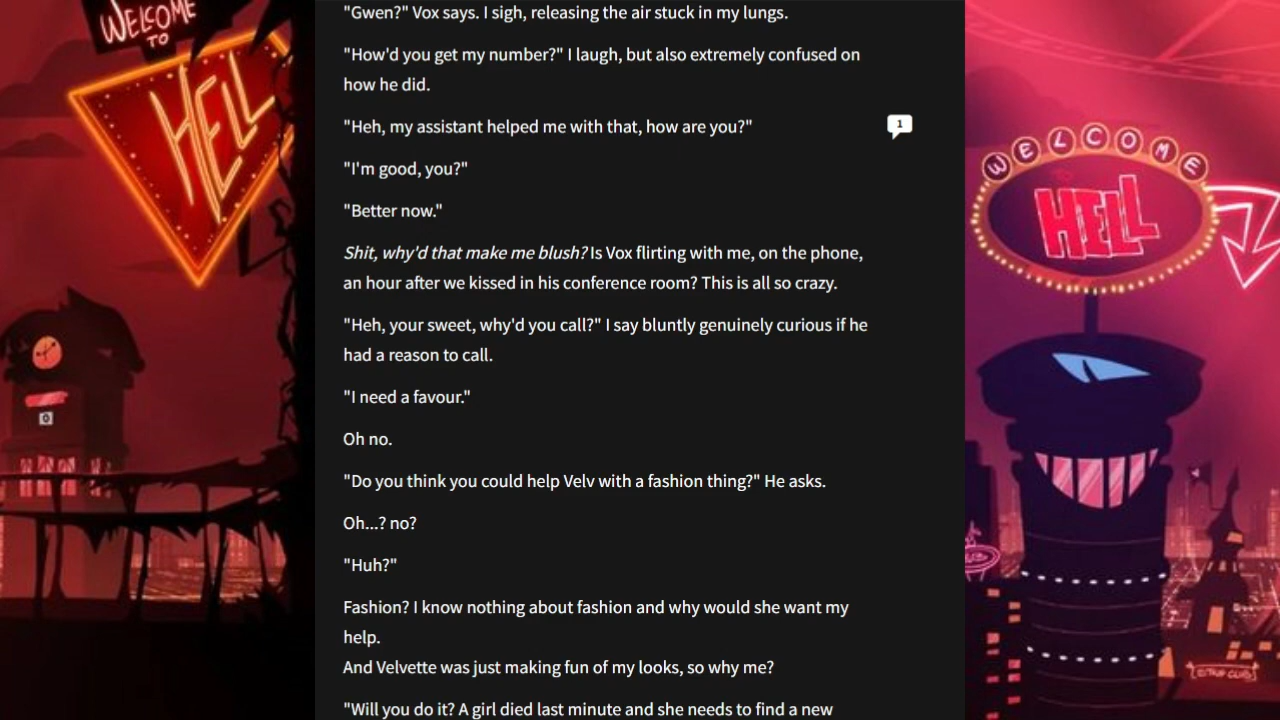 WELCOME
TO
HELL
"Gwen?" Vox says. I sigh, releasing the air stuck in my lungs.
"How'd you get my number?" I laugh, but also extremely confused on
how he did.
"Heh, my assistant helped me with that, how are you?"
1
"I'm good, you?"
"Better now."
Shit, why'd that make me blush? Is Vox flirting with me, on the phone,
an hour after we kissed in his conference room? This is all so crazy.
"Heh, your sweet, why'd you call?" I say bluntly genuinely curious if he
had a reason to call.
"I need a favour."
Oh no.
"Do you think you could help Velv with a fashion thing?" He asks.
Oh...? no?
"Huh?"
Fashion? I know nothing about fashion and why would she want my
help.
And Velvette was just making fun of my looks, so why me?
"Will you do it? A girl died last minute and she needs to find a new
WELCOME
HELL